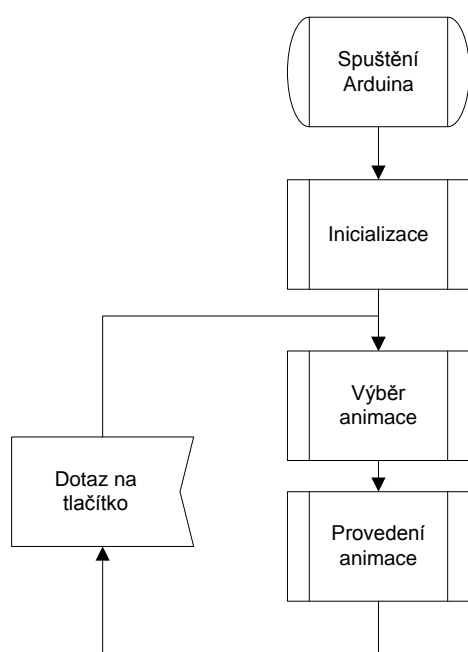 Spuštění
Arduina
Inicializace
Výběr
animace
Dotaz na
tlačítko
Provedení
animace